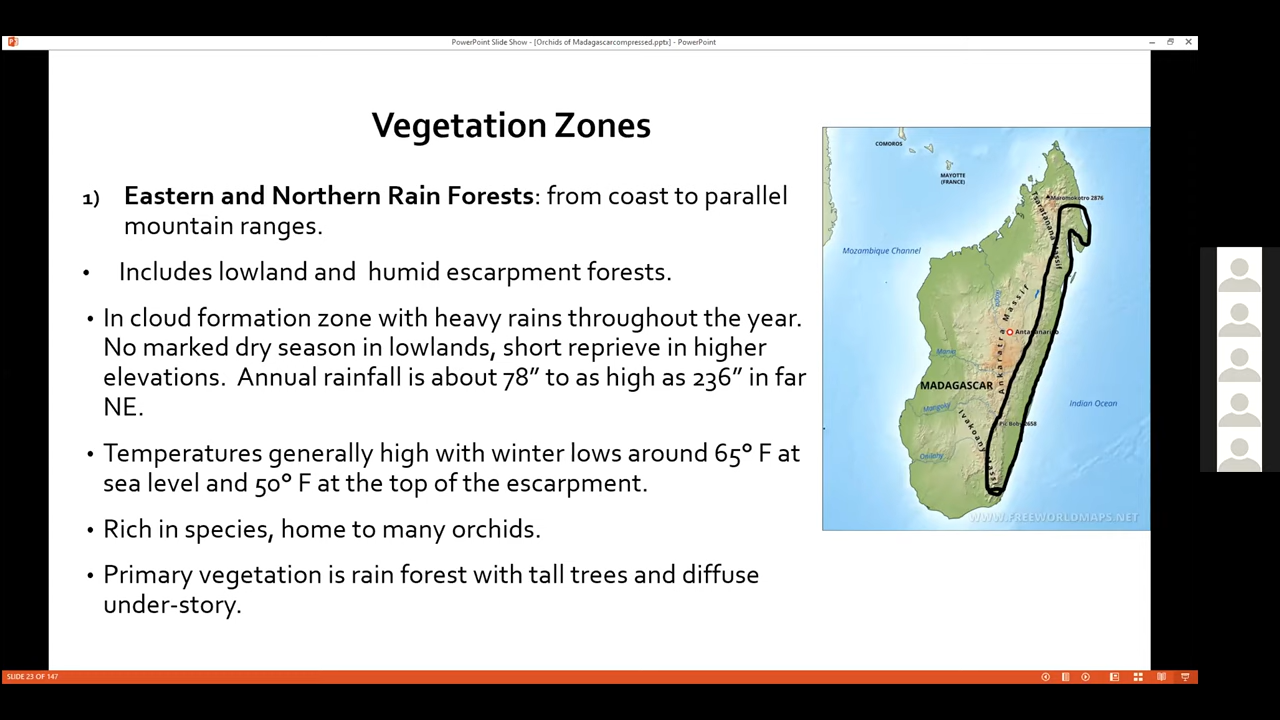 PowerPoint Slide Show - [Orchids of Madagascarcompressed.pptx] - PowerPoint
Vegetation Zones
1) Eastern and Northern Rain Forests: from coast to parallel
mountain ranges.
• Includes lowland and humid escarpment forests.
• In cloud formation zone with heavy rains throughout the year.
No marked dry season in lowlands, short reprieve in higher
elevations. Annual rainfall is about 78” to as high as 236” in far
NE.
• Temperatures generally high with winter lows around 65° F at
sea level and 50° F at the top of the escarpment.
• Rich in species, home to many orchids.
• Primary vegetation is rain forest with tall trees and diffuse
under-story.
COMOROS
MAYOTTE
(FRANCE)
Maromokotro 2876
Tsaratanana Massif
Mozambique Channel
Ankaratra Massif
MADAGASCAR
Mangoky
Indian Ocean
WWW.FREEWORLDMAPS.NET
SLIDE 23 OF 147